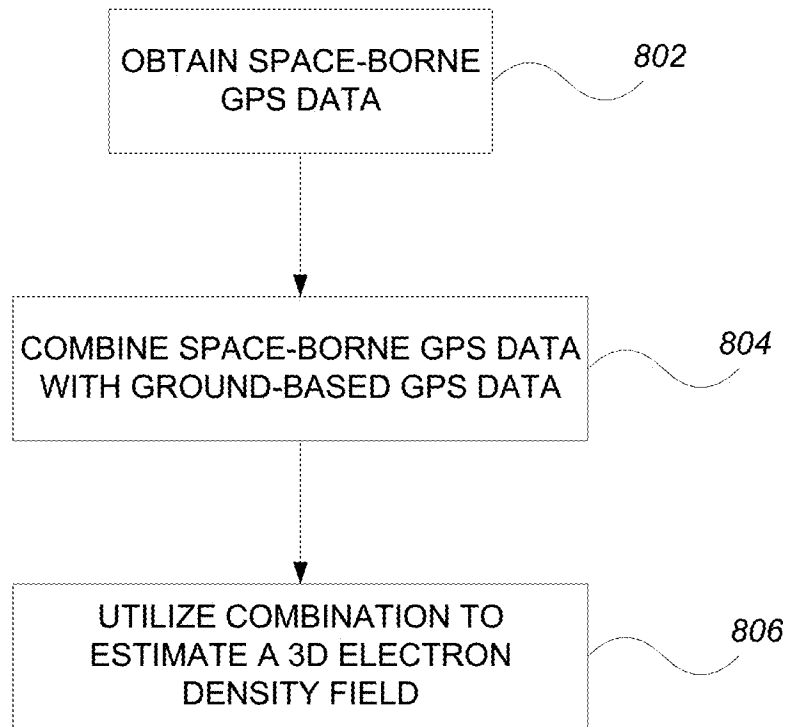 OBTAIN SPACE-BORNE
GPS DATA
802
COMBINE SPACE-BORNE GPS DATA
WITH GROUND-BASED GPS DATA
804
UTILIZE COMBINATION TO
ESTIMATE A 3D ELECTRON
DENSITY FIELD
806